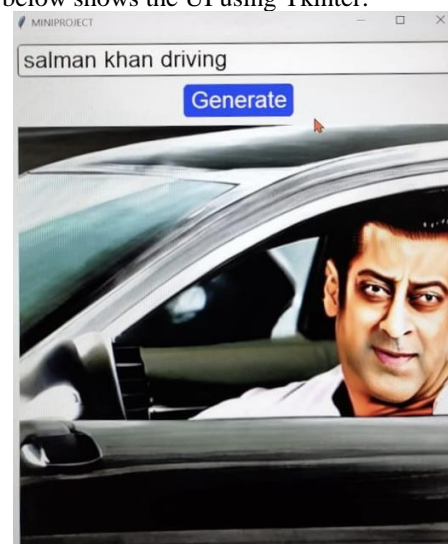 below shows the UI using Tkinter:
MINIPROJECT
salman khan driving
Generate